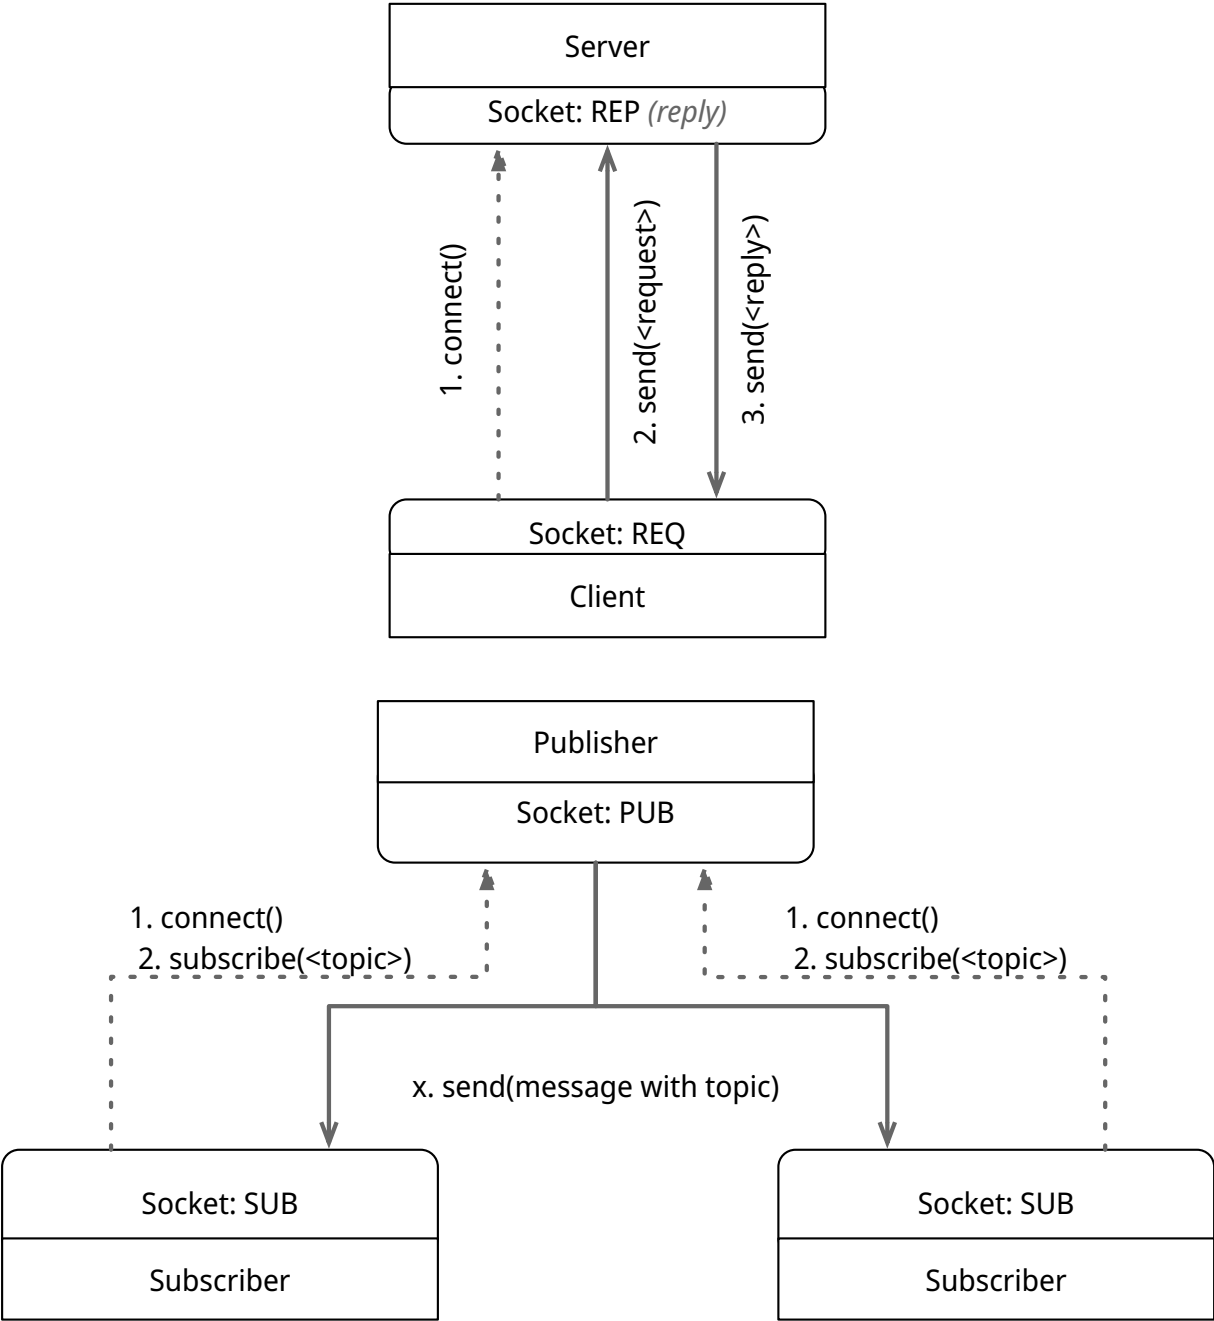 Server
Socket: REP (reply)
1. connect()
2. send(<request>)
3. send(<reply>)
Socket: REQ
Client
Publisher
Socket: PUB
1. connect()
2. subscribe(<topic>)
1. connect()
2. subscribe(<topic>)
x. send(message with topic)
Socket: SUB
Subscriber
Socket: SUB
Subscriber